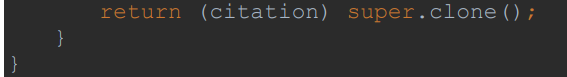 return (citation) super.clone();
}
}